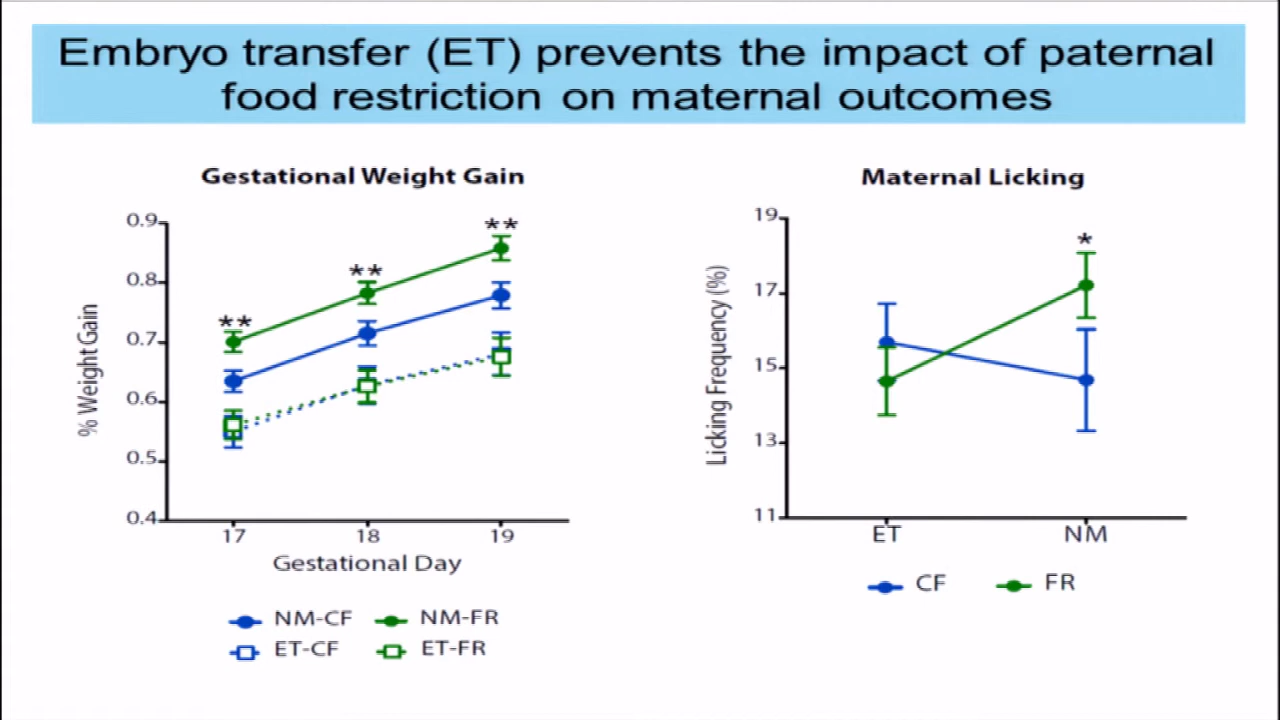 Embryo transfer (ET) prevents the impact of paternal
food restriction on maternal outcomes
Gestational Weight Gain
% Weight Gain
0.9
0.8
0.7
0.6
0.5
0.4
**
**
**
17 18 19
Gestational Day
NM-CF NM-FR
ET-CF ET-FR
Maternal Licking
Licking Frequency (%)
19
17
15
13
11
*
ET NM
CF FR